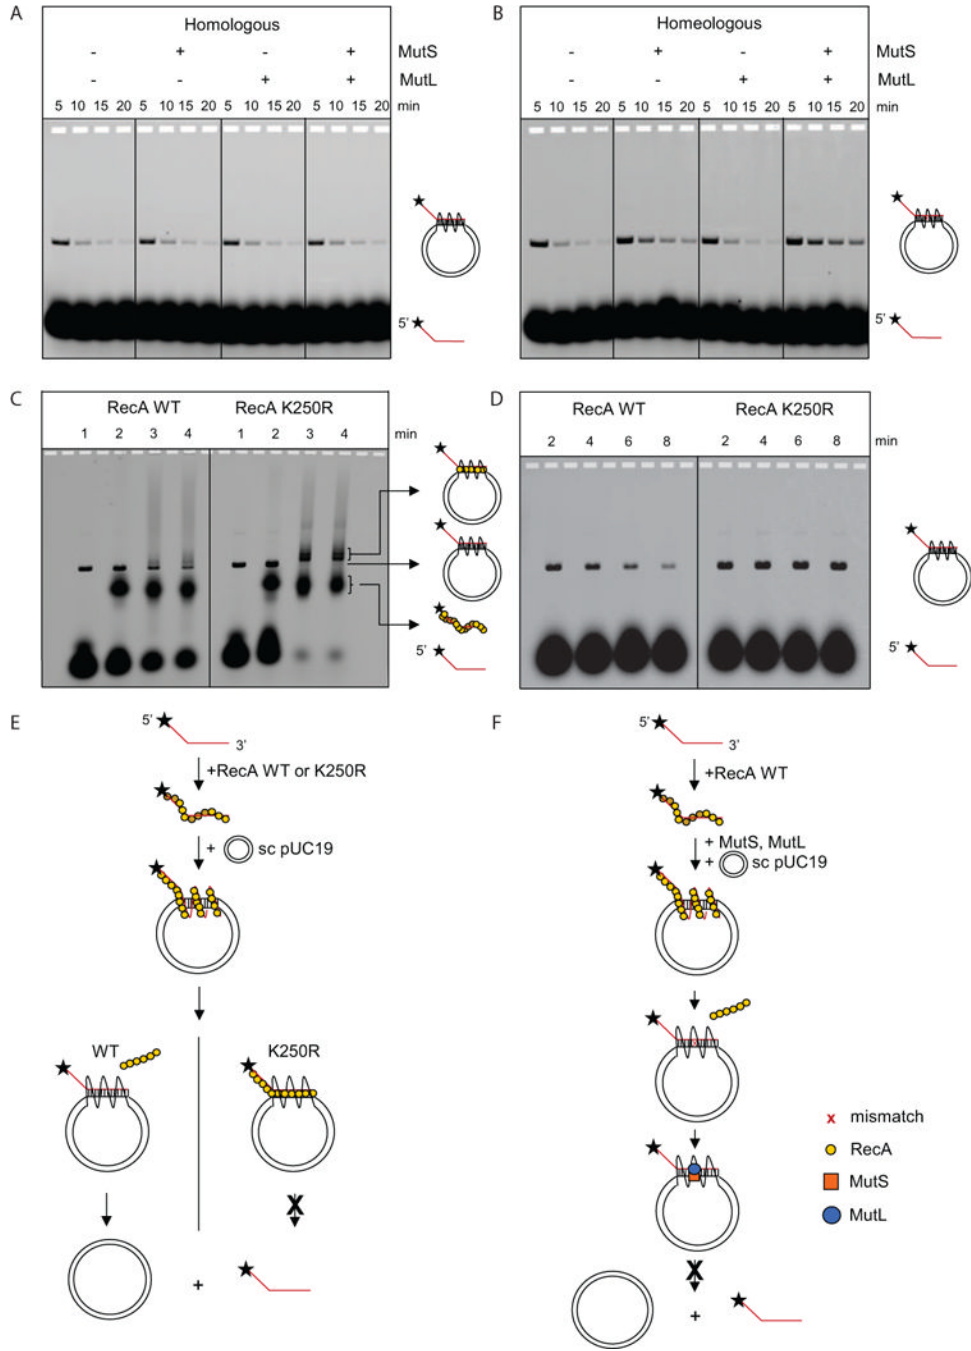 A
Homologous
- + - + MutS
- - + + MutL
5 10 15 20 5 10 15 20 5 10 15 20 5 10 15 20 min
5'
B
Homeologous
- + - + MutS
- - + + MutL
5 10 15 20 5 10 15 20 5 10 15 20 5 10 15 20 min
5'
C
RecA WT RecA K250R
1 2 3 4 1 2 3 4 min
5'
D
RecA WT RecA K250R
2 4 6 8 2 4 6 8 min
5'
E
5'
3'
+RecA WT or K250R
+ sc pUC19
WT K250R
X
+
F
5'
3'
+RecA WT
+ MutS, MutL
+ sc pUC19
x mismatch
RecA
MutS
MutL
X
+